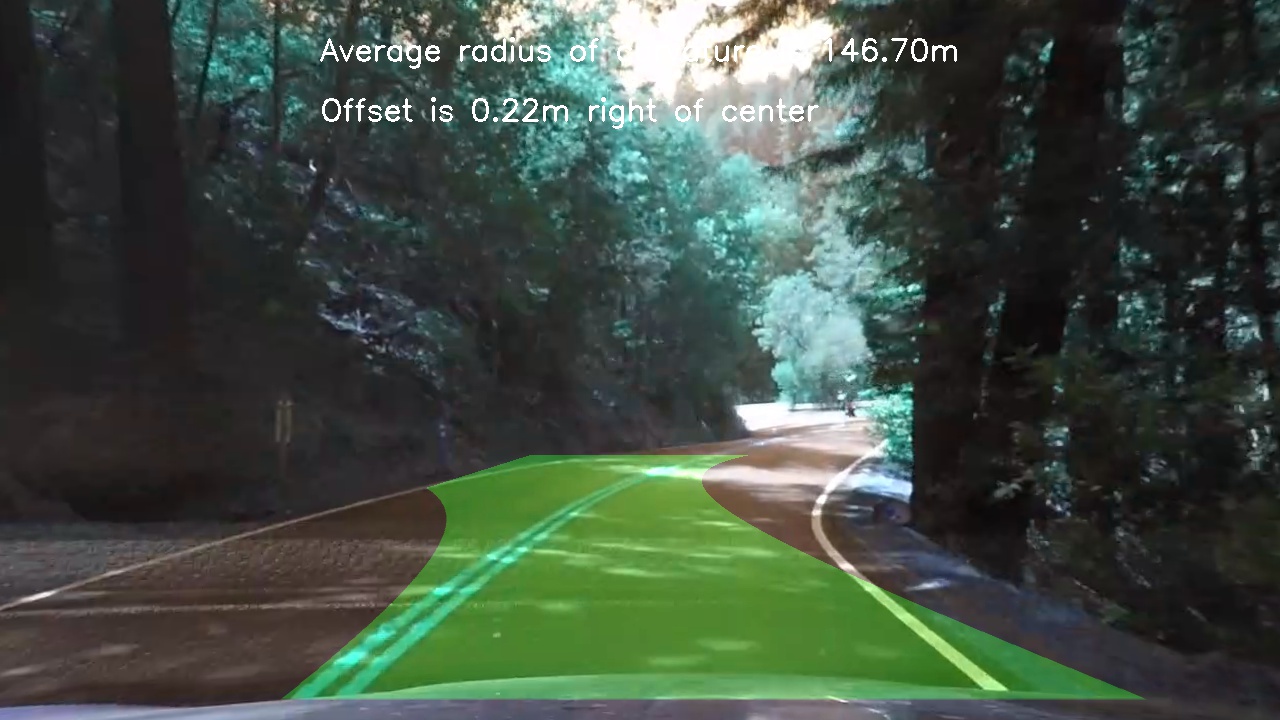 Average radius of 146.70m
Offset is 0.22m right of center